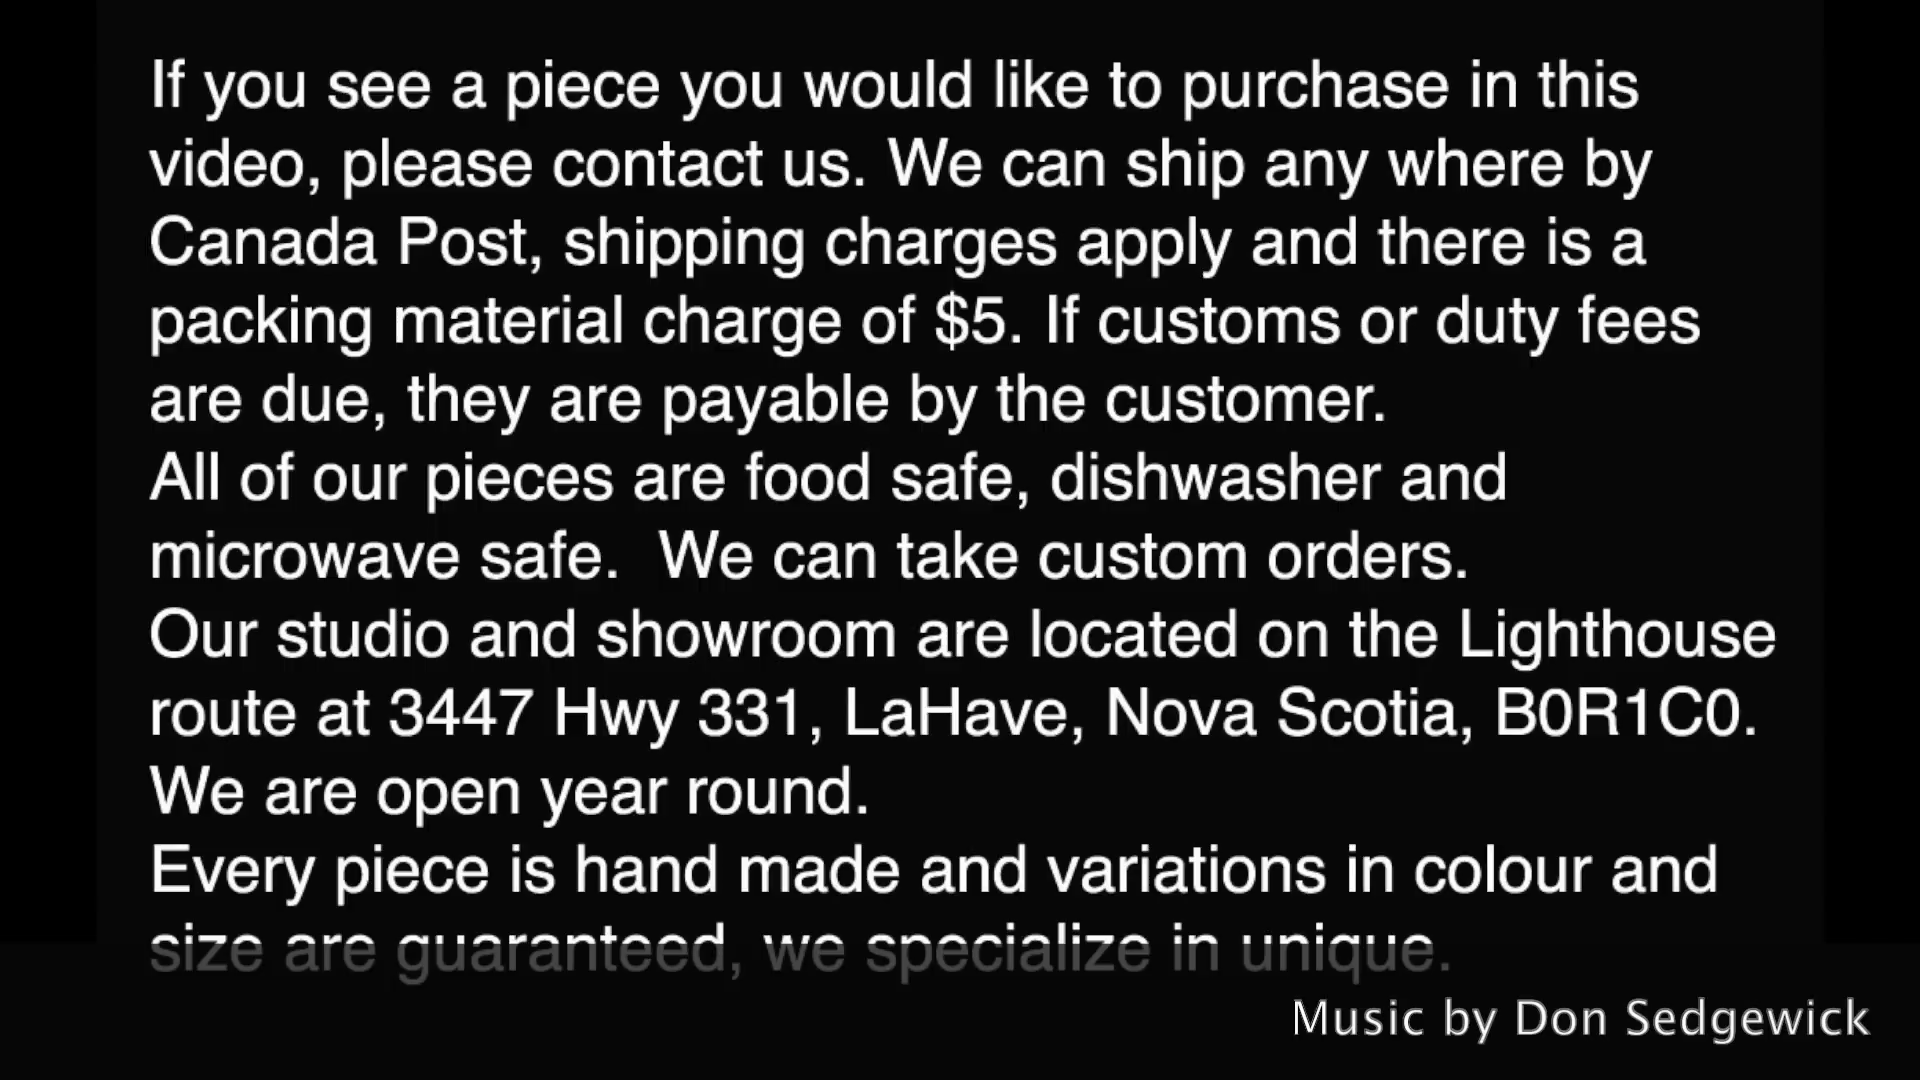 If you see a piece you would like to purchase in this
video, please contact us. We can ship any where by
Canada Post, shipping charges apply and there is a
packing material charge of $5. If customs or duty fees
are due, they are payable by the customer.
All of our pieces are food safe, dishwasher and
microwave safe.  We can take custom orders.
Our studio and showroom are located on the Lighthouse
route at 3447 Hwy 331, LaHave, Nova Scotia, B0R1C0.
We are open year round.
Every piece is hand made and variations in colour and
size are guaranteed, we specialize in unique.
Music by Don Sedgewick